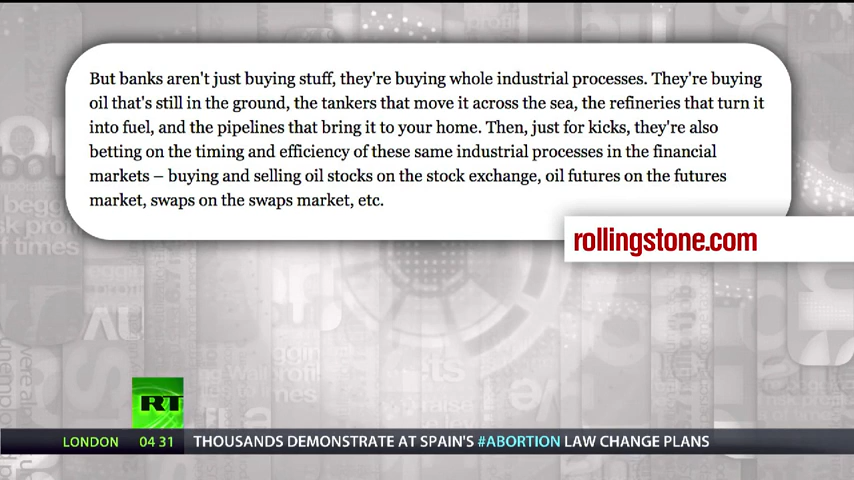 But banks aren't just buying stuff, they're buying whole industrial processes. They're buying
oil that's still in the ground, the tankers that move it across the sea, the refineries that turn it
into fuel, and the pipelines that bring it to your home. Then, just for kicks, they're also
betting on the timing and efficiency of these same industrial processes in the financial
markets – buying and selling oil stocks on the stock exchange, oil futures on the futures
market, swaps on the swaps market, etc.
rollingstone.com
RT
LONDON 04 31 THOUSANDS DEMONSTRATE AT SPAIN'S #ABORTION LAW CHANGE PLANS